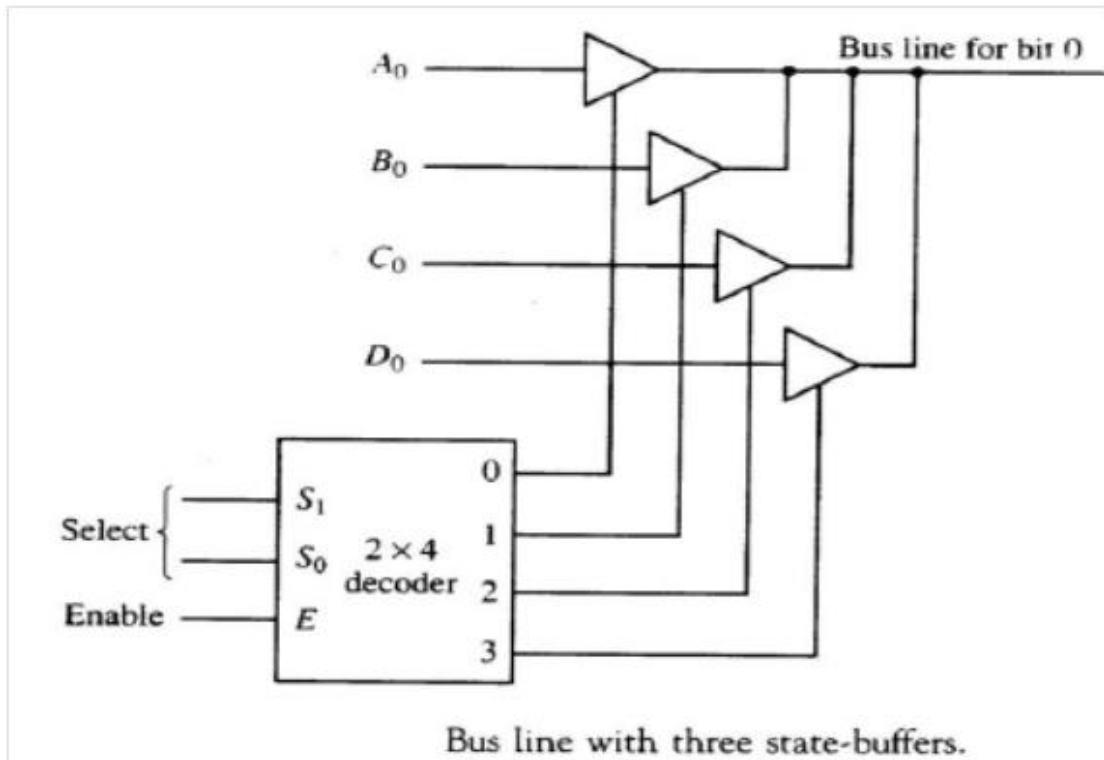 Bus line for bit 0
A0
B0
C0
D0
0
S1
Select
1
S0
2 × 4
decoder
2
Enable
E
3
Bus line with three state-buffers.